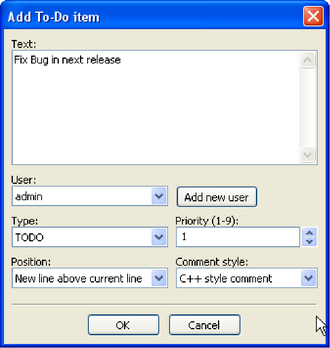 Add To-Do item
Text:
Fix Bug in next release
User:
admin
Add new user
Type:
Priority (1-9):
TODO
1
Position:
Comment style:
New line above current line
C++ style comment
OK
Cancel